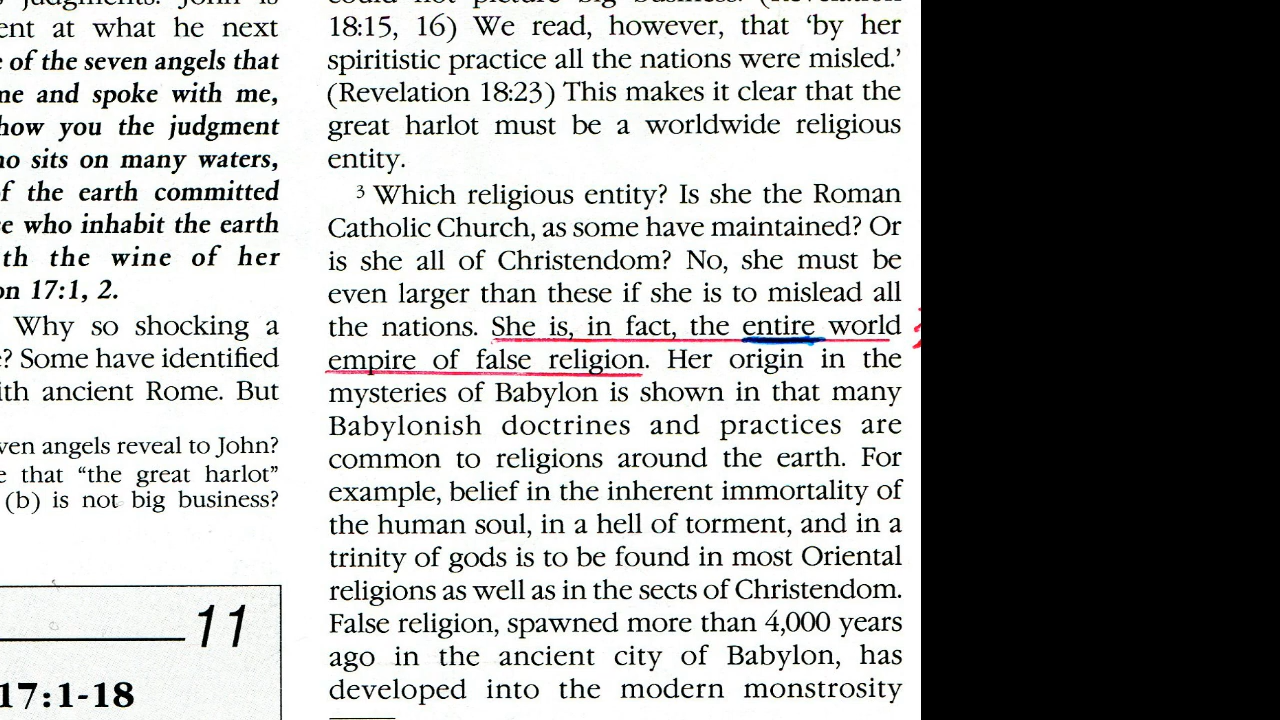 judgments. John is
ent at what he next
of the seven angels that
me and spoke with me,
how you the judgment
who sits on many waters,
of the earth committed
who inhabit the earth
the wine of her
17:1, 2.
Why so shocking a
? Some have identified
ancient Rome. But
angels reveal to John?
that “the great harlot”
(b) is not big business?
11
17:1-18
could not picture big business. (Revelation
18:15, 16) We read, however, that ‘by her
spiritistic practice all the nations were misled.’
(Revelation 18:23) This makes it clear that the
great harlot must be a worldwide religious
entity.
3 Which religious entity? Is she the Roman
Catholic Church, as some have maintained? Or
is she all of Christendom? No, she must be
even larger than these if she is to mislead all
the nations. She is, in fact, the entire world
empire of false religion. Her origin in the
mysteries of Babylon is shown in that many
Babylonish doctrines and practices are
common to religions around the earth. For
example, belief in the inherent immortality of
the human soul, in a hell of torment, and in a
trinity of gods is to be found in most Oriental
religions as well as in the sects of Christendom.
False religion, spawned more than 4,000 years
ago in the ancient city of Babylon, has
developed into the modern monstrosity